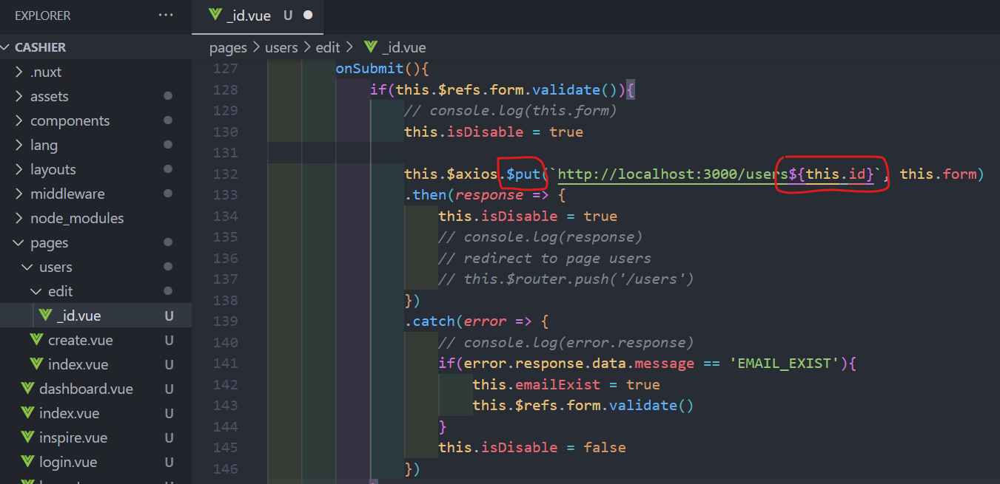 EXPLORER ···
_id.vue U
CASHIER
pages > users > edit > _id.vue
.nuxt
assets
components
lang
layouts
middleware
node_modules
pages
users
edit
_id.vue U
create.vue U
index.vue U
dashboard.vue U
index.vue U
inspire.vue U
login.vue U
127 onSubmit(){
128 if(this.$refs.form.validate()){
129 // console.log(this.form)
130 this.isDisable = true
131
132 this.$axios.$put(`http://localhost:3000/users${this.id}`, this.form)
133 .then(response => {
134 this.isDisable = true
135 // console.log(response)
136 // redirect to page users
137 // this.$router.push('/users')
138 })
139 .catch(error => {
140 // console.log(error.response)
141 if(error.response.data.message == 'EMAIL_EXIST'){
142 this.emailExist = true
143 this.$refs.form.validate()
144 }
145 this.isDisable = false
146 })